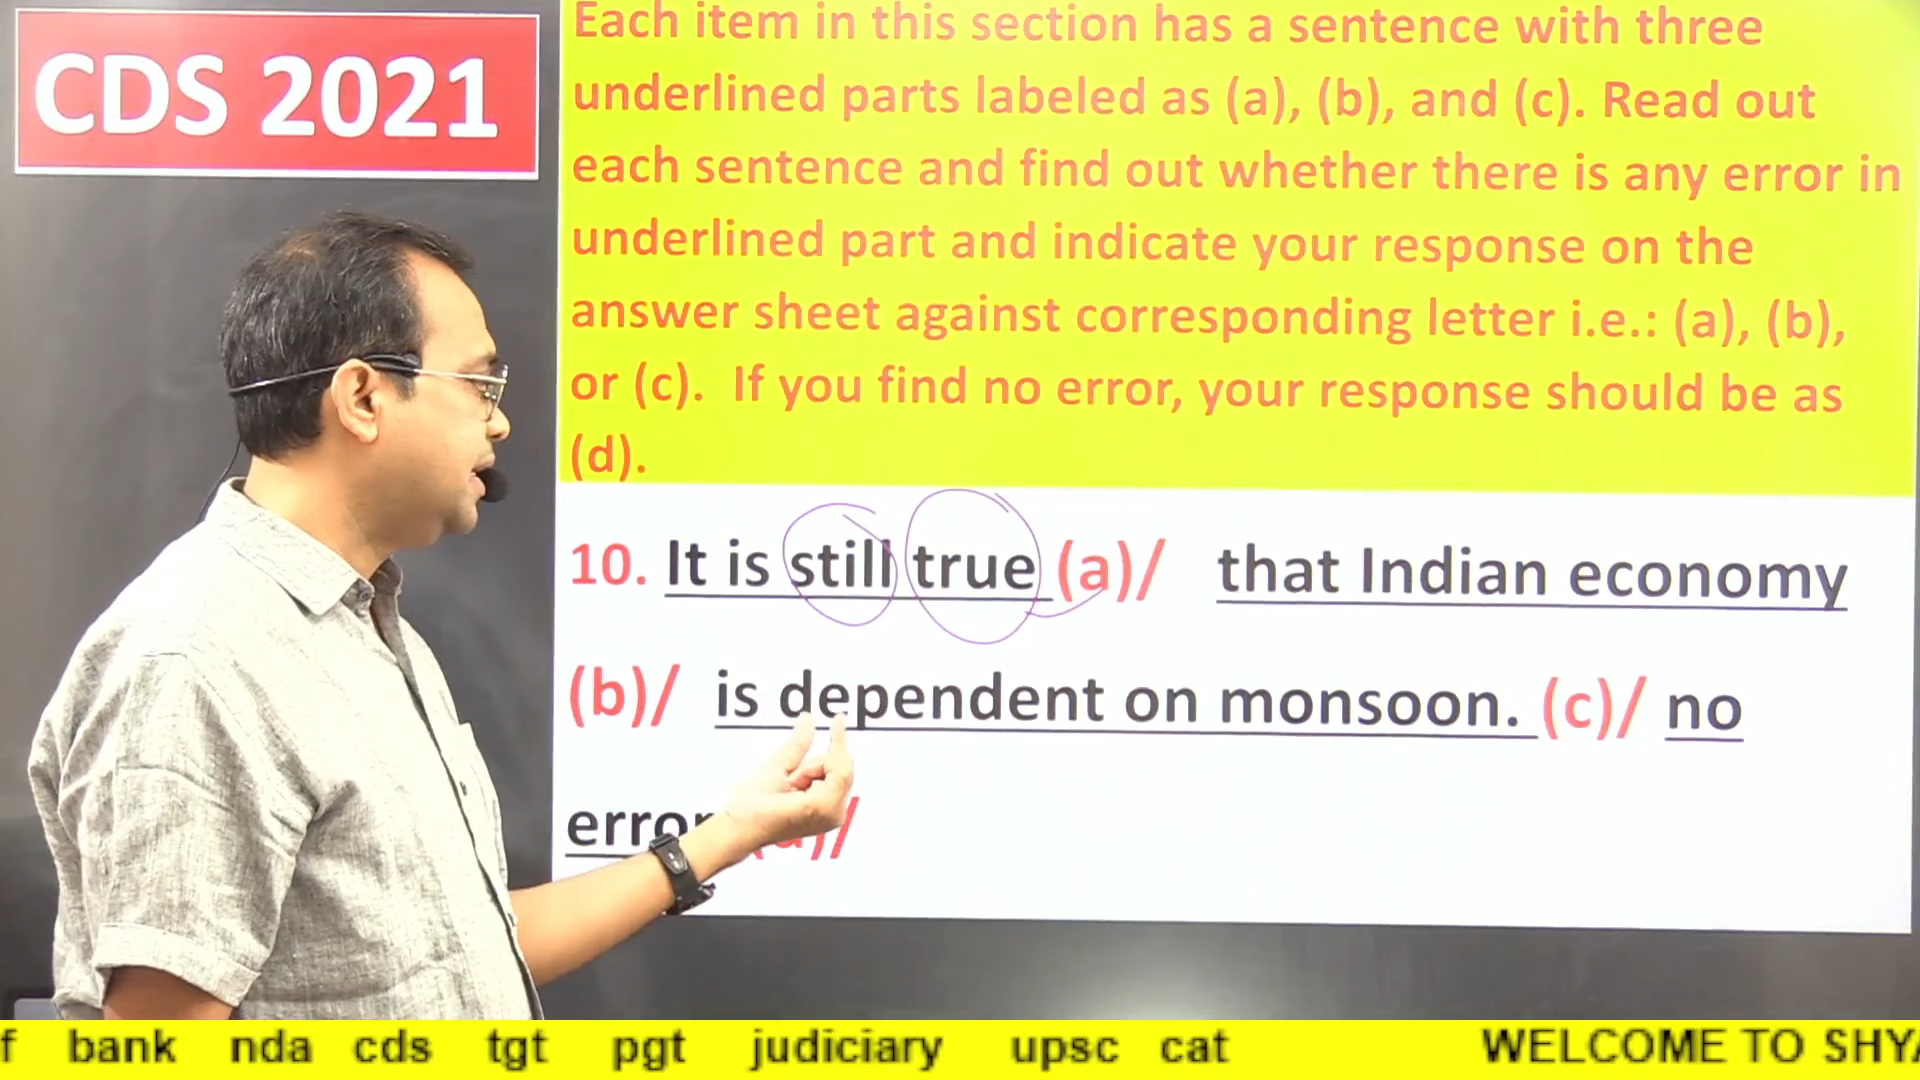 CDS 2021
Each item in this section has a sentence with three
underlined parts labeled as (a), (b), and (c). Read out
each sentence and find out whether there is any error in
underlined part and indicate your response on the
answer sheet against corresponding letter i.e.: (a), (b),
or (c). If you find no error, your response should be as
(d).
10. It is still true (a)/ that Indian economy
(b)/ is dependent on monsoon. (c)/ no
error
f bank nda cds tgt pgt judiciary upsc cat WELCOME TO